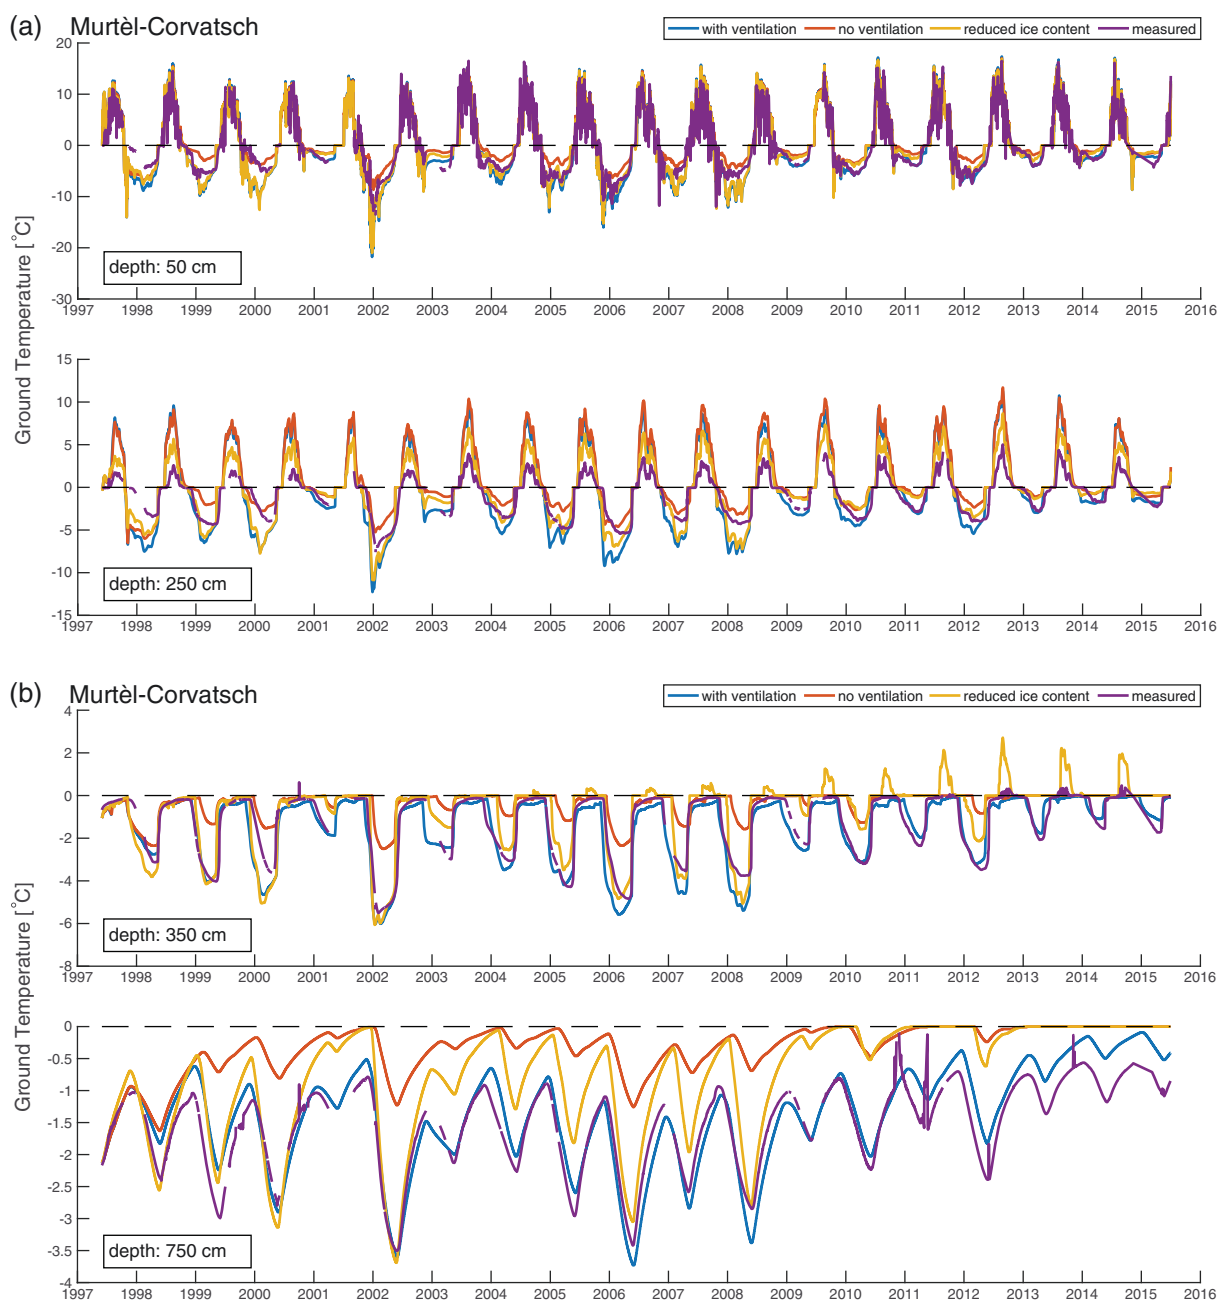 (a) Murtèl-Corvatsch
with ventilation no ventilation reduced ice content measured
Ground Temperature [°C]
20
10
0
-10
-20
-30
depth: 50 cm
1997 1998 1999 2000 2001 2002 2003 2004 2005 2006 2007 2008 2009 2010 2011 2012 2013 2014 2015 2016
15
10
5
0
-5
-10
-15
depth: 250 cm
1997 1998 1999 2000 2001 2002 2003 2004 2005 2006 2007 2008 2009 2010 2011 2012 2013 2014 2015 2016
(b) Murtèl-Corvatsch
with ventilation no ventilation reduced ice content measured
Ground Temperature [°C]
4
2
0
-2
-4
-6
-8
depth: 350 cm
1997 1998 1999 2000 2001 2002 2003 2004 2005 2006 2007 2008 2009 2010 2011 2012 2013 2014 2015 2016
0
-0.5
-1
-1.5
-2
-2.5
-3
-3.5
-4
depth: 750 cm
1997 1998 1999 2000 2001 2002 2003 2004 2005 2006 2007 2008 2009 2010 2011 2012 2013 2014 2015 2016